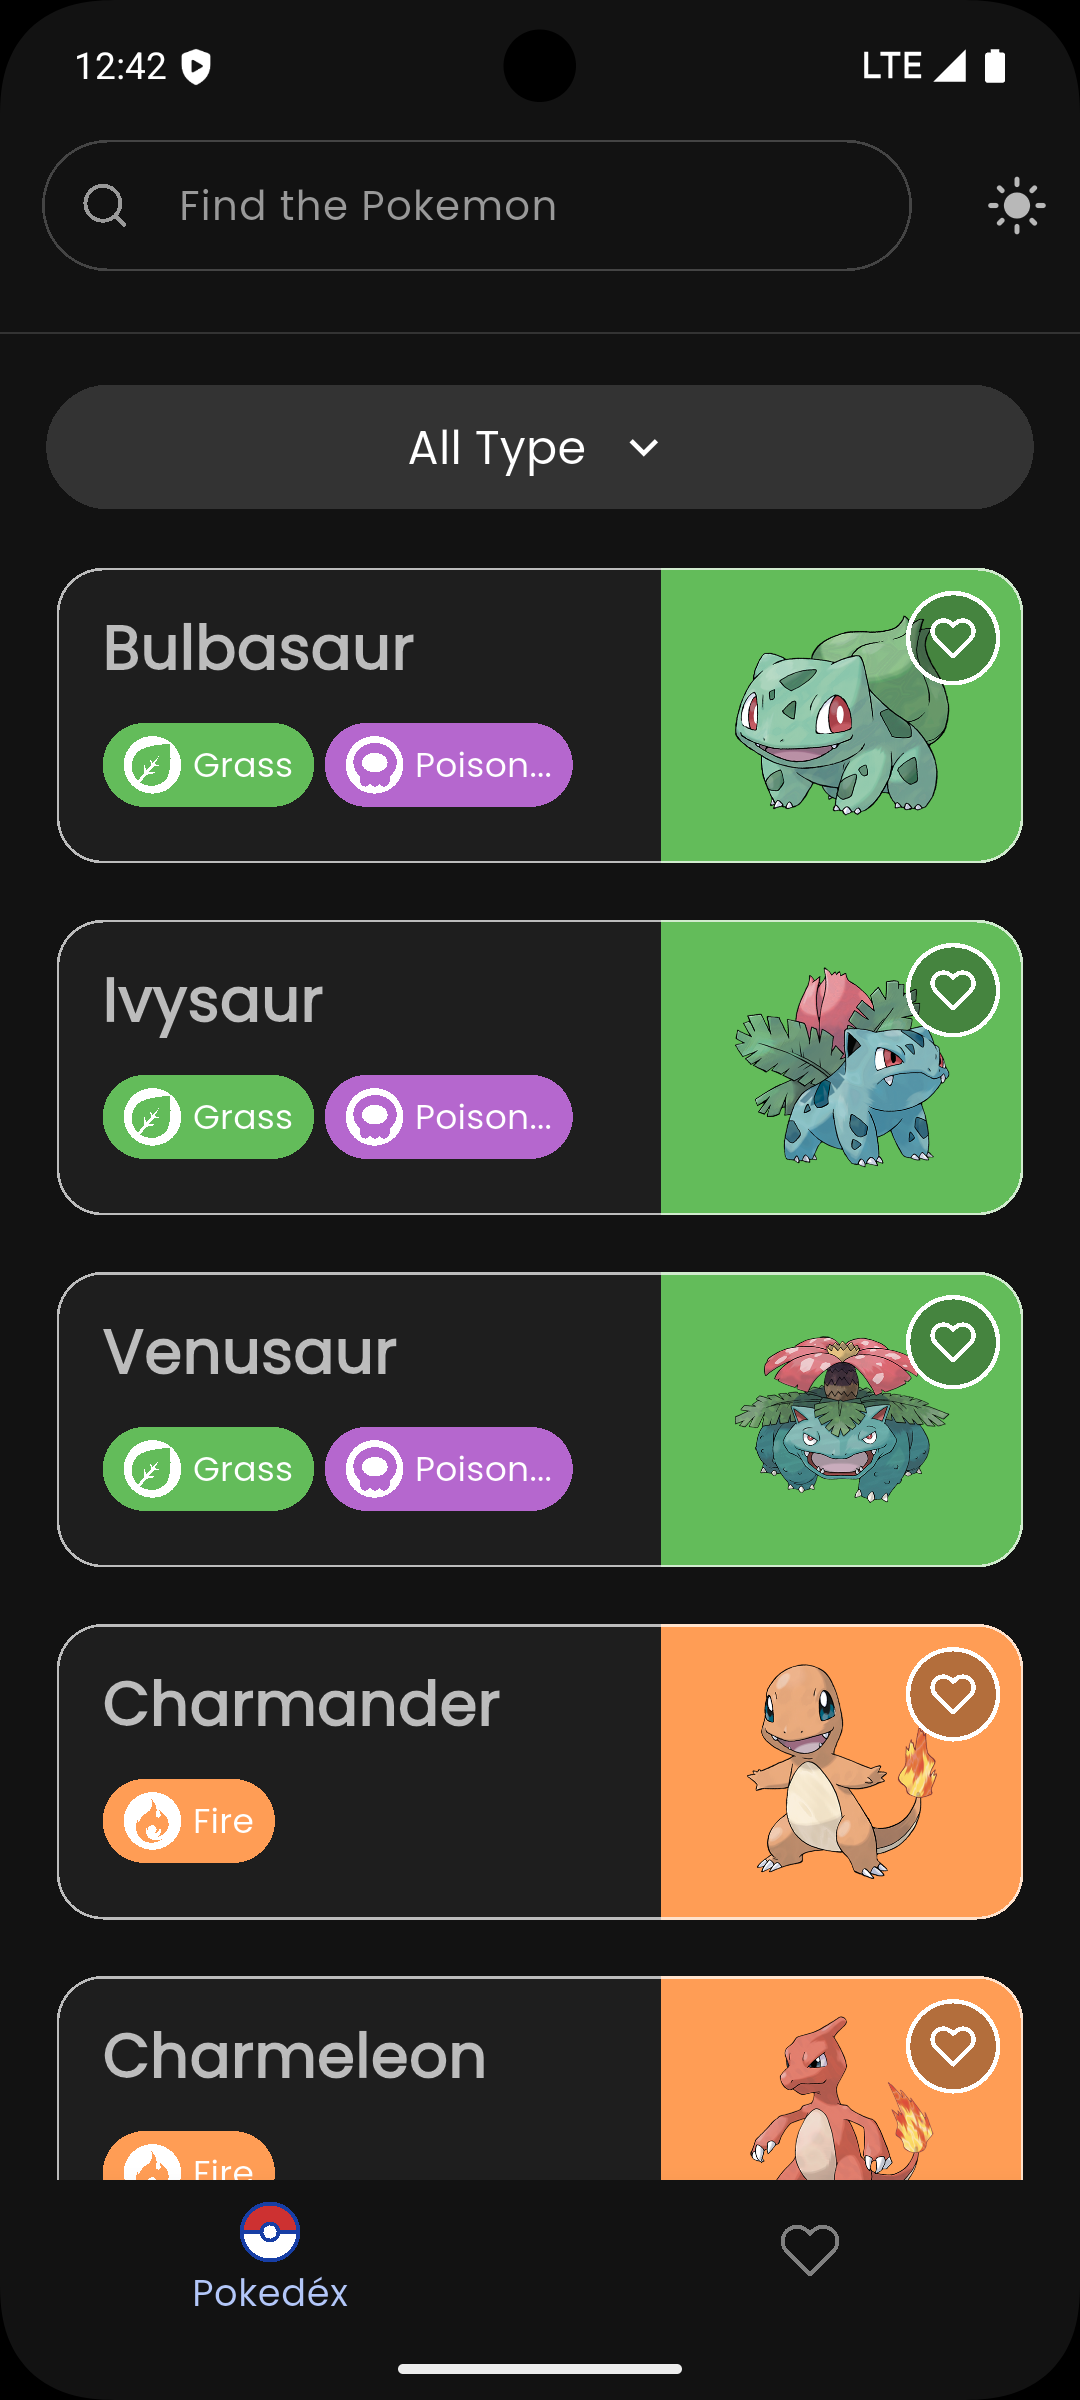 12:42
LTE
Find the Pokemon
All Type
Bulbasaur
Grass
Poison...
Ivysaur
Grass
Poison...
Venusaur
Grass
Poison...
Charmander
Fire
Charmeleon
Fire
Pokedéx